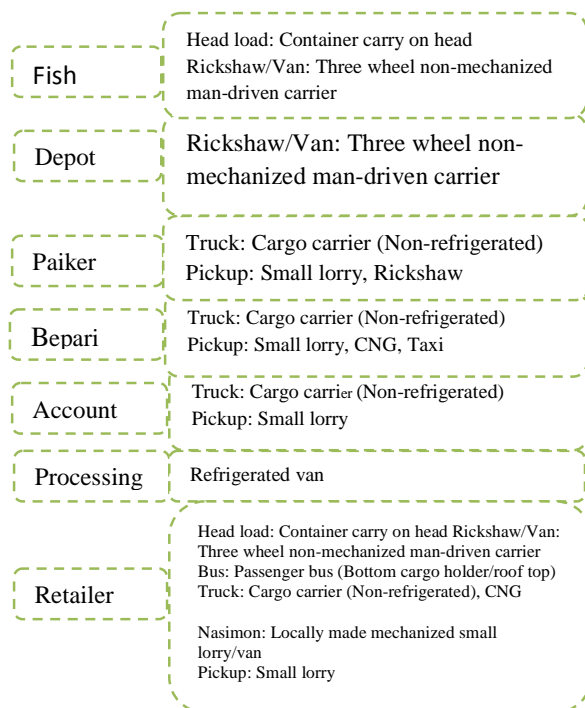 Fish
Head load: Container carry on head
Rickshaw/Van: Three wheel non-mechanized
man-driven carrier
Depot
Rickshaw/Van: Three wheel non-
mechanized man-driven carrier
Paiker
Truck: Cargo carrier (Non-refrigerated)
Pickup: Small lorry, Rickshaw
Bepari
Truck: Cargo carrier (Non-refrigerated)
Pickup: Small lorry, CNG, Taxi
Account
Truck: Cargo carrier (Non-refrigerated)
Pickup: Small lorry
Processing
Refrigerated van
Retailer
Head load: Container carry on head Rickshaw/Van:
Three wheel non-mechanized man-driven carrier
Bus: Passenger bus (Bottom cargo holder/roof top)
Truck: Cargo carrier (Non-refrigerated), CNG
Nasimon: Locally made mechanized small
lorry/van
Pickup: Small lorry